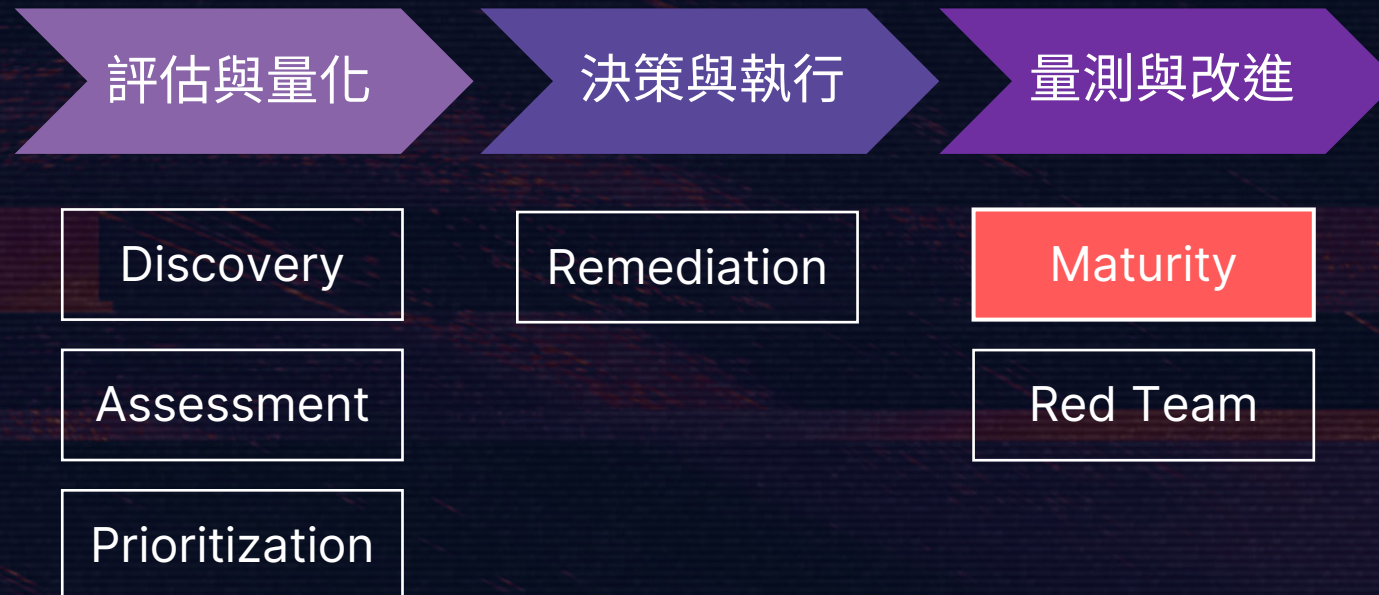 評估與量化
決策與執行
量測與改進
Discovery
Remediation
Maturity
Assessment
Red Team
Prioritization